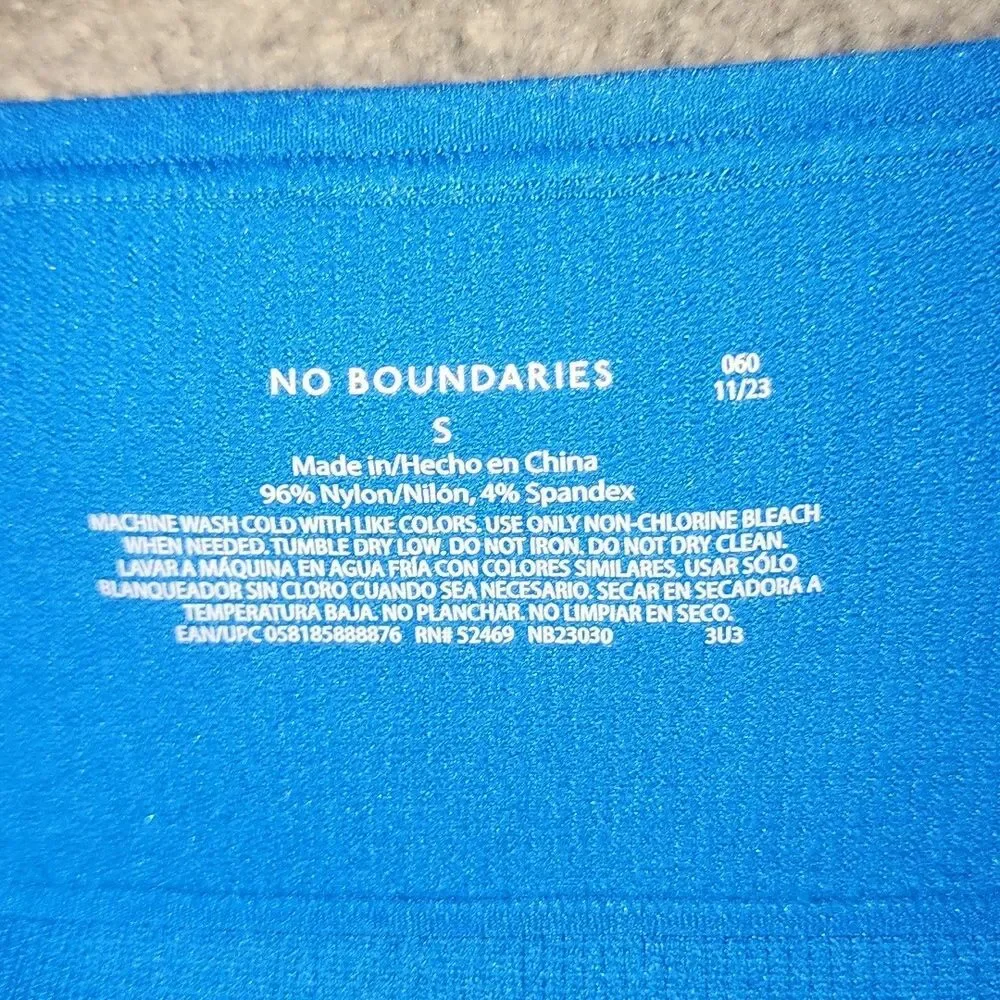 NO BOUNDARIES
060
11/23
S
Made in/Hecho en China
96% Nylon/Nilón, 4% Spandex
MACHINE WASH COLD WITH LIKE COLORS. USE ONLY NON-CHLORINE BLEACH
WHEN NEEDED. TUMBLE DRY LOW. DO NOT IRON. DO NOT DRY CLEAN.
LAVAR A MÁQUINA EN AGUA FRÍA CON COLORES SIMILARES. USAR SÓLO
BLANQUEADOR SIN CLORO CUANDO SEA NECESARIO. SECAR EN SECADORA A
TEMPERATURA BAJA. NO PLANCHAR. NO LIMPIAR EN SECO.
EAN/UPC 058185888876 RN# 52469 NB23030 3U3